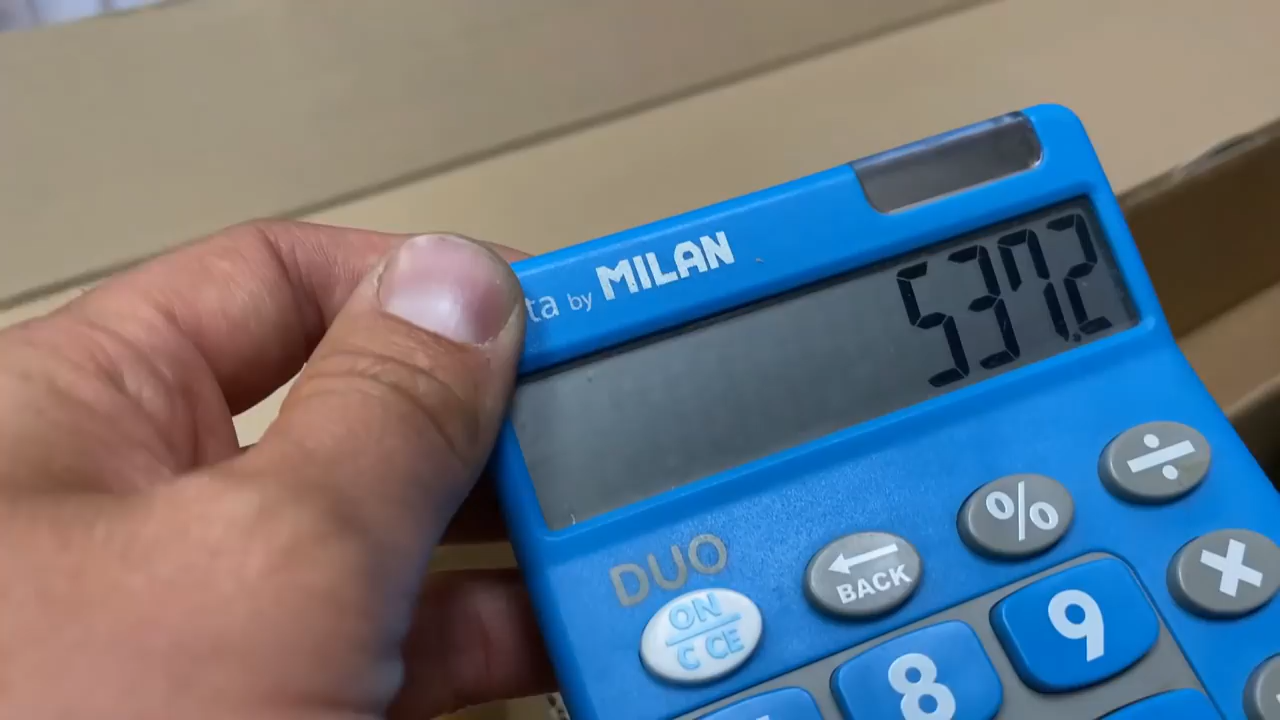 ta by MILAN
537.2
DUO
ON
C CE
← BACK
%
÷
×
8
9